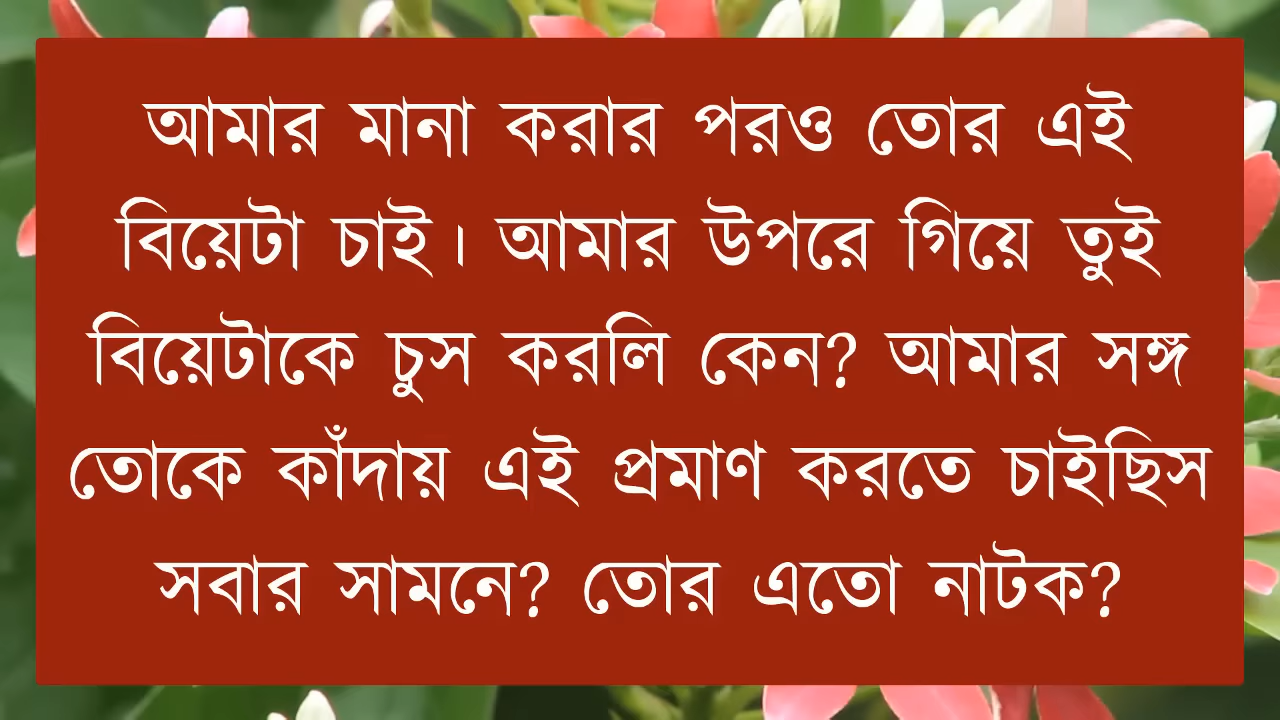 আমার মানা করার পরও তোর এই
বিয়েটা চাই। আমার উপরে গিয়ে তুই
বিয়েটাকে চুস করলি কেন? আমার সঙ্গ
তোকে কাঁদায় এই প্রমাণ করতে চাইছিস
সবার সামনে? তোর এতো নাটক?